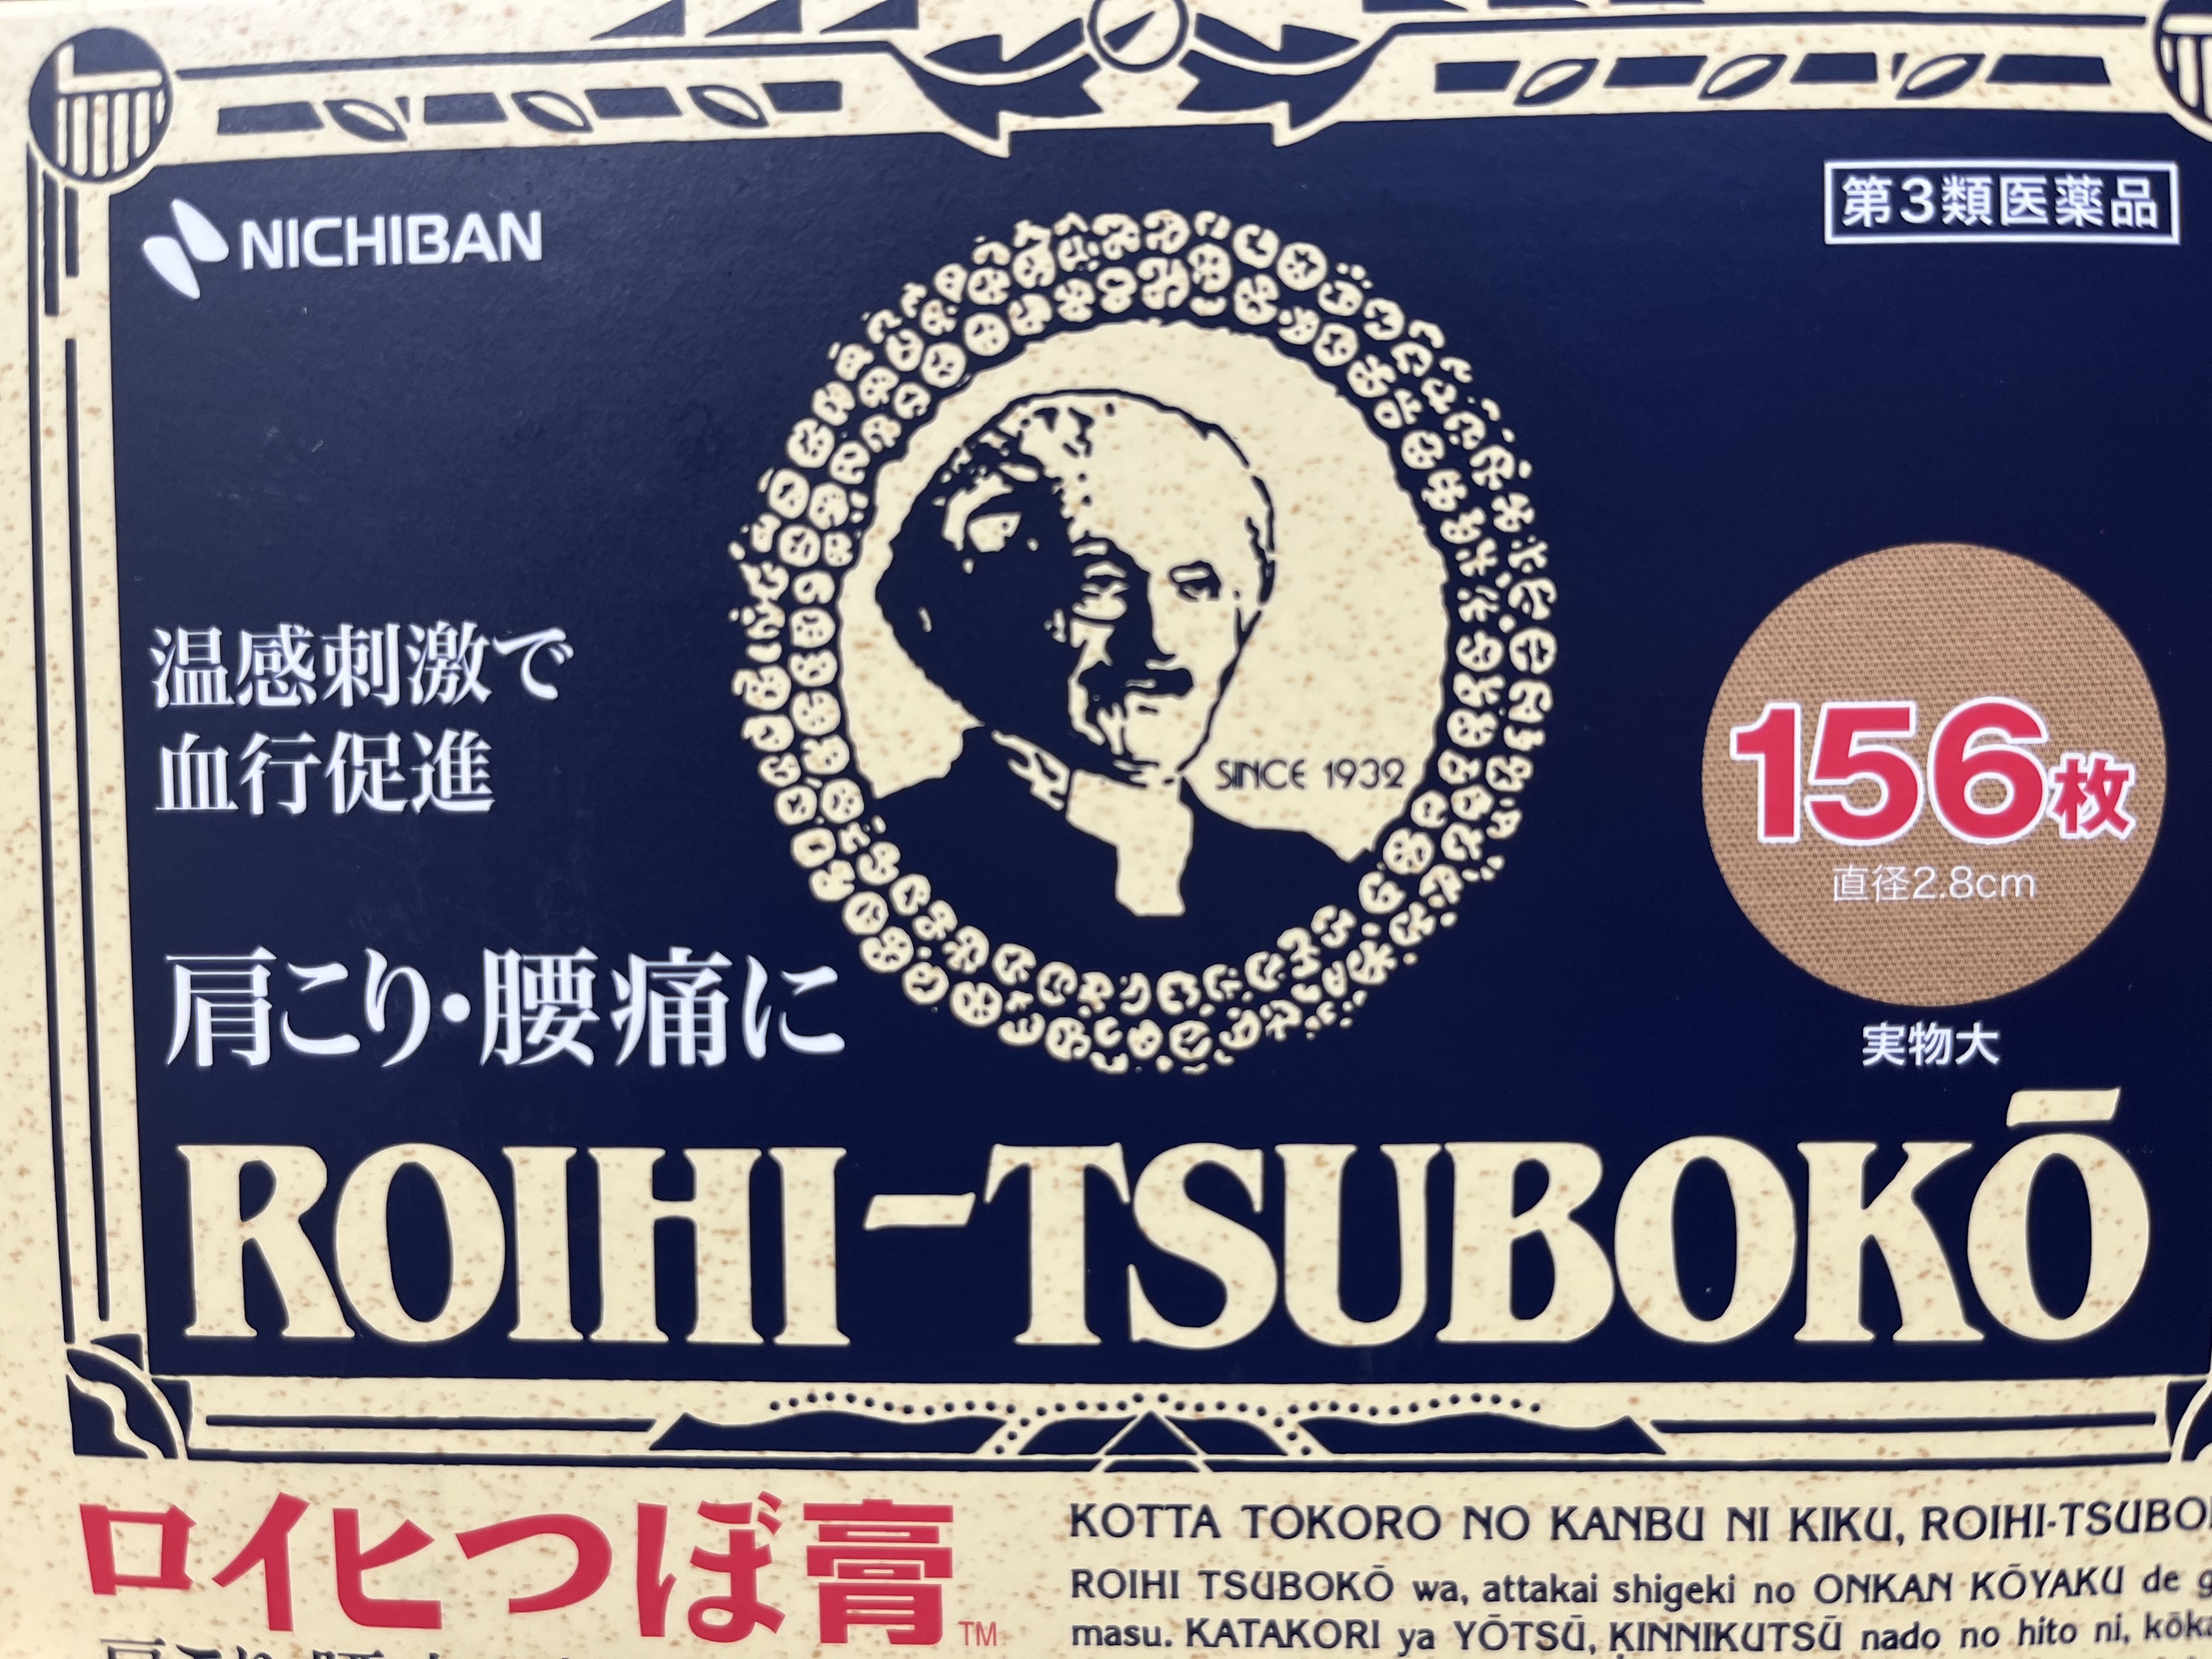 NICHIBAN
第3類医薬品
温感刺激で
血行促進
SINCE 1932
156枚
直径2.8cm
実物大
肩こり・腰痛に
ROIHI-TSUBOKŌ
ロイヒつぼ膏™
KOTTA TOKORO NO KANBU NI KIKU, ROIHI-TSUBO
ROIHI TSUBOKŌ wa, attakai shigeki no ONKAN KŌYAKU de
masu. KATAKORI ya YŌTSŪ, KINNIKUTSŪ nado no hito ni,